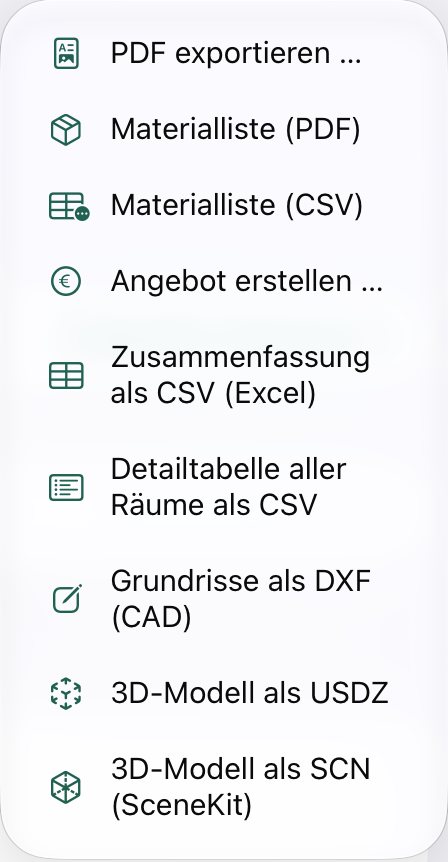 PDF exportieren ...
Materialliste (PDF)
Materialliste (CSV)
Angebot erstellen ...
Zusammenfassung
als CSV (Excel)
Detailtabelle aller
Räume als CSV
Grundrisse als DXF
(CAD)
3D-Modell als USDZ
3D-Modell als SCN
(SceneKit)